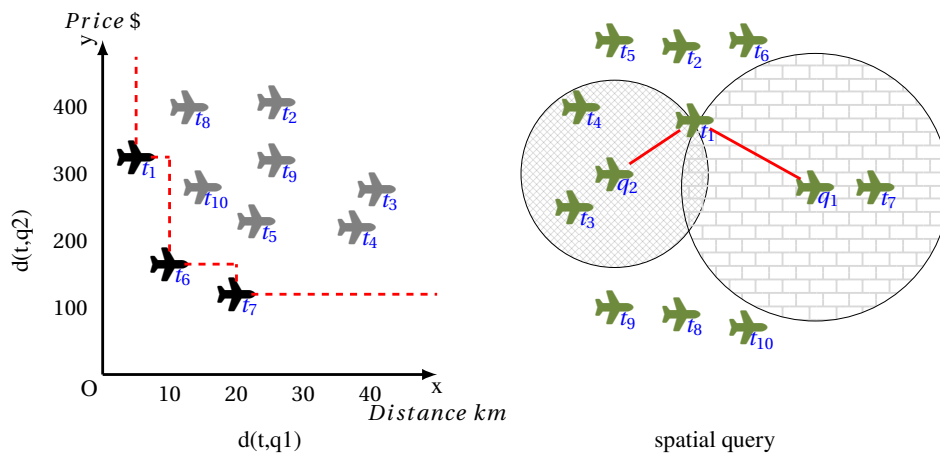 Price $
y
400
300
200
100
d(t,q2)
t8
t2
t1
t9
t10
t3
t5
t4
t6
t7
O
10
20
30
40
x
Distance km
d(t,q1)
t5
t2
t6
t4
t1
q2
q1
t7
t3
t9
t8
t10
spatial query